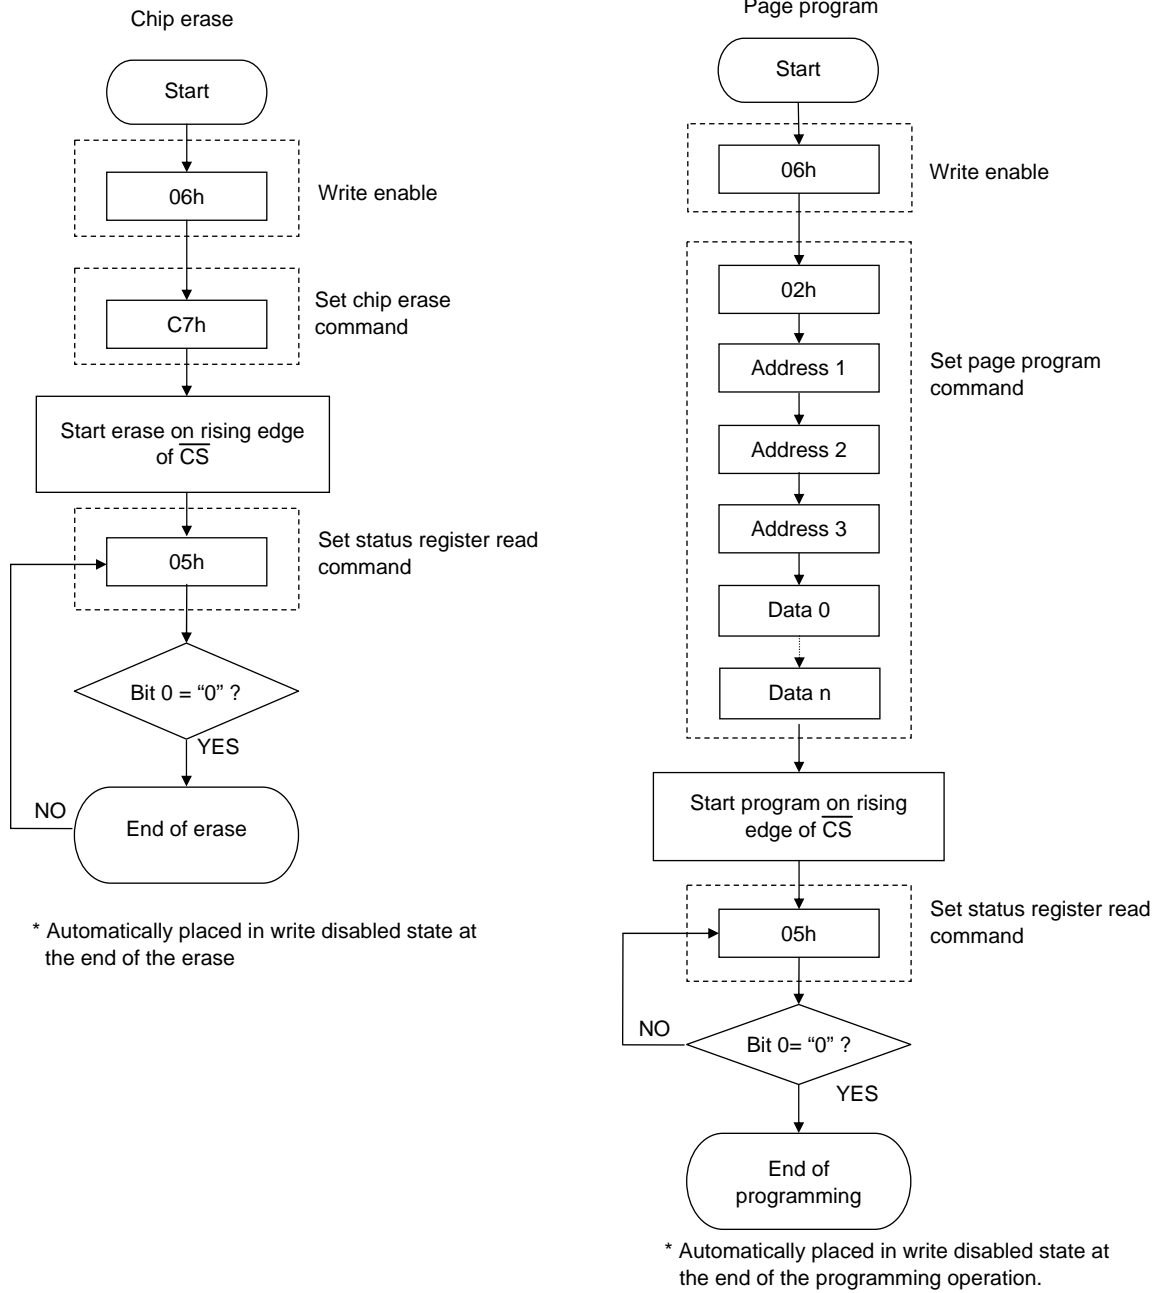 Chip erase
Start
06h
Write enable
C7h
Set chip erase
command
Start erase on rising edge
of C̅S̅
05h
Set status register read
command
Bit 0 = “0” ?
YES
NO
End of erase
* Automatically placed in write disabled state at
the end of the erase
Page program
Start
06h
Write enable
02h
Address 1
Set page program
command
Address 2
Address 3
Data 0
Data n
Start program on rising
edge of C̅S̅
05h
Set status register read
command
NO
Bit 0= “0” ?
YES
End of
programming
* Automatically placed in write disabled state at
the end of the programming operation.